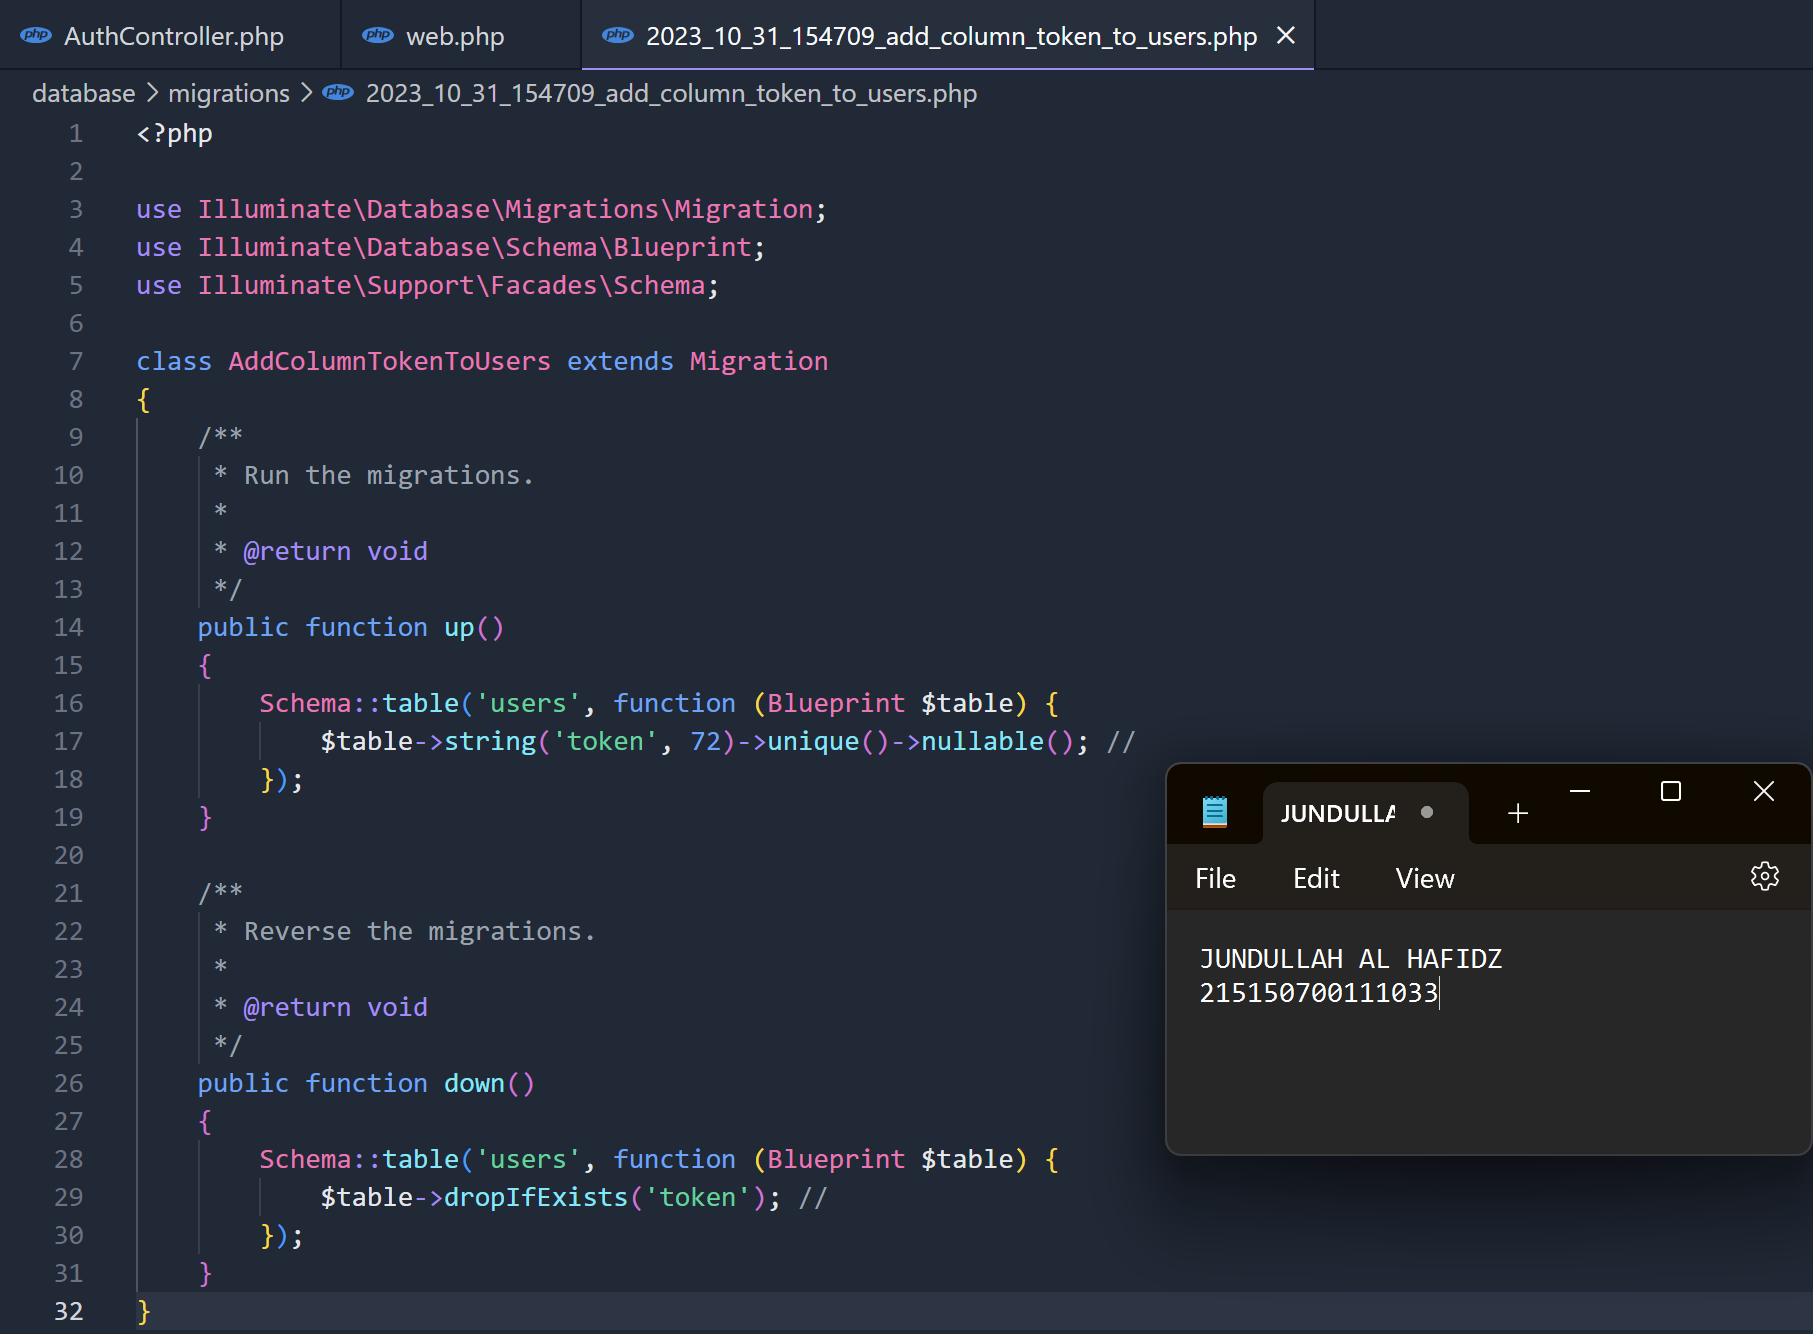 php AuthController.php php web.php php 2023_10_31_154709_add_column_token_to_users.php
database > migrations > php 2023_10_31_154709_add_column_token_to_users.php
1 <?php
2
3 use Illuminate\Database\Migrations\Migration;
4 use Illuminate\Database\Schema\Blueprint;
5 use Illuminate\Support\Facades\Schema;
6
7 class AddColumnTokenToUsers extends Migration
8 {
9 /**
10 * Run the migrations.
11 *
12 * @return void
13 */
14 public function up()
15 {
16 Schema::table('users', function (Blueprint $table) {
17 $table->string('token', 72)->unique()->nullable(); //
18 });
19 }
20
21 /**
22 * Reverse the migrations.
23 *
24 * @return void
25 */
26 public function down()
27 {
28 Schema::table('users', function (Blueprint $table) {
29 $table->dropIfExists('token'); //
30 });
31 }
32 }
JUNDULLA
File Edit View
JUNDULLAH AL HAFIDZ
215150700111033